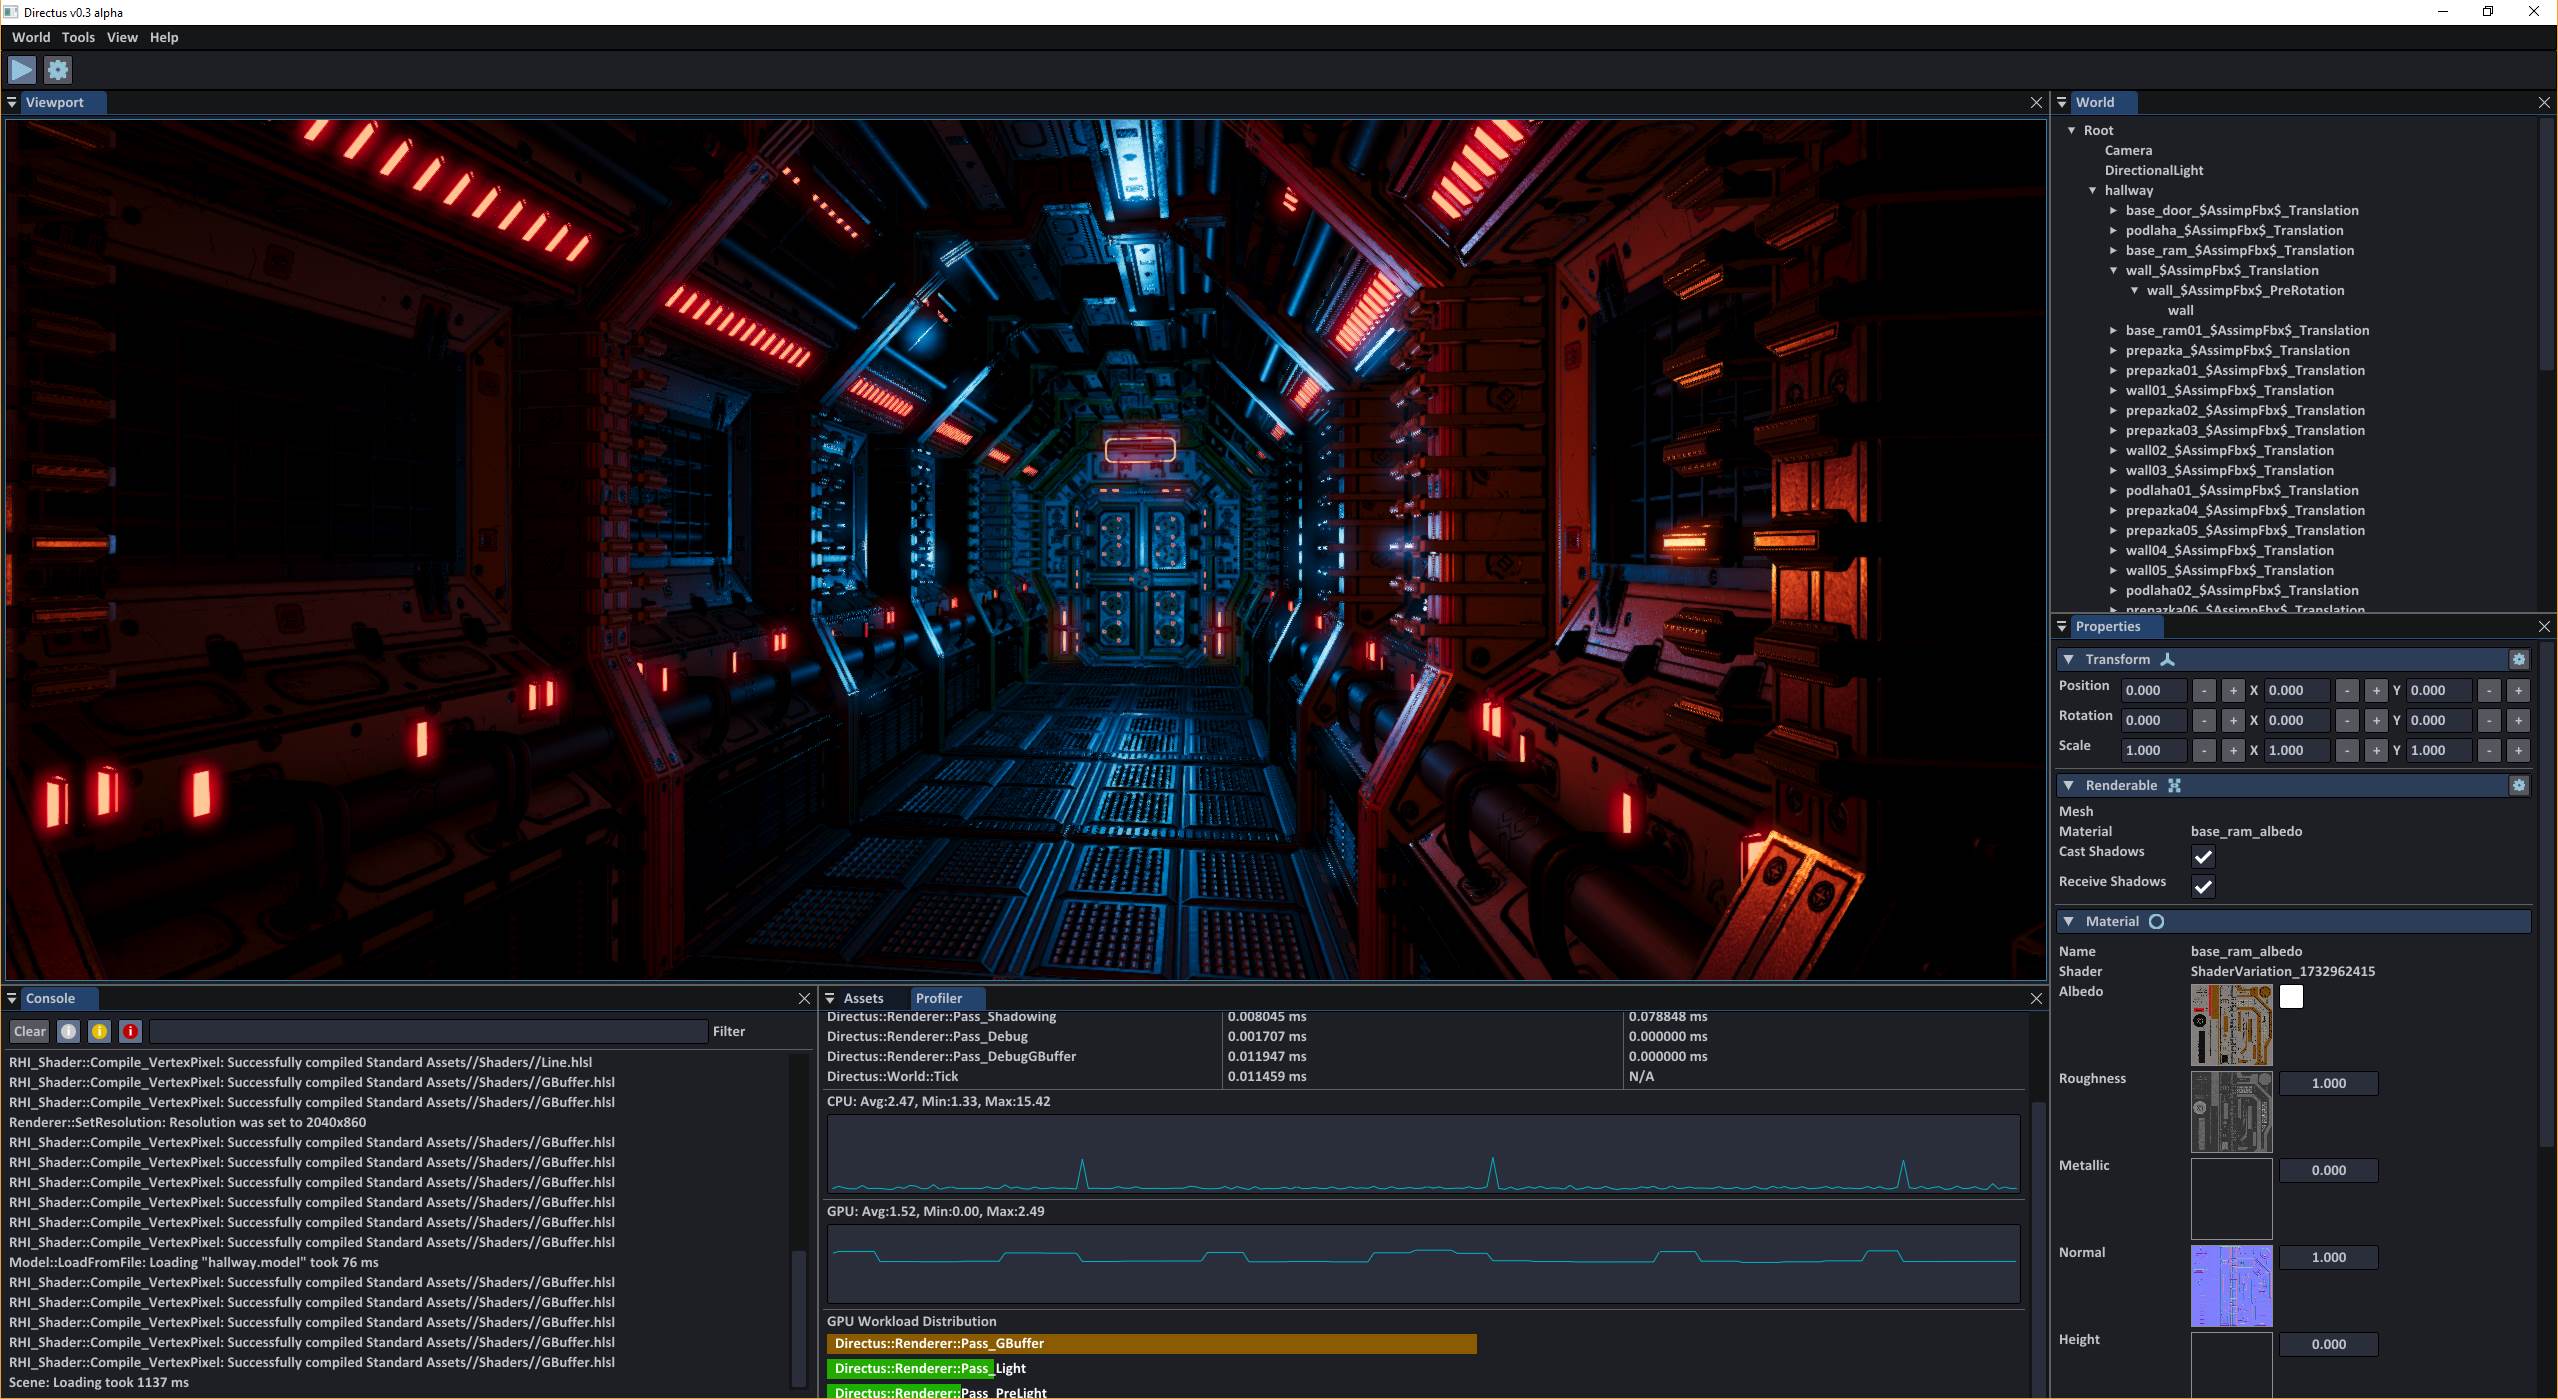 Directus v0.3 alpha
World Tools View Help
Viewport
World
Root
Camera
DirectionalLight
hallway
base_door_$AssimpFbx$_Translation
podlaha_$AssimpFbx$_Translation
base_ram_$AssimpFbx$_Translation
wall_$AssimpFbx$_Translation
wall_$AssimpFbx$_PreRotation
wall
base_ram01_$AssimpFbx$_Translation
prepazka_$AssimpFbx$_Translation
prepazka01_$AssimpFbx$_Translation
wall01_$AssimpFbx$_Translation
prepazka02_$AssimpFbx$_Translation
prepazka03_$AssimpFbx$_Translation
wall02_$AssimpFbx$_Translation
wall03_$AssimpFbx$_Translation
podlaha01_$AssimpFbx$_Translation
prepazka04_$AssimpFbx$_Translation
prepazka05_$AssimpFbx$_Translation
wall04_$AssimpFbx$_Translation
wall05_$AssimpFbx$_Translation
podlaha02_$AssimpFbx$_Translation
prepazka06_$AssimpFbx$_Translation
Properties
Transform
Position 0.000 - + X 0.000 - + Y 0.000 - +
Rotation 0.000 - + X 0.000 - + Y 0.000 - +
Scale 1.000 - + X 1.000 - + Y 1.000 - +
Renderable
Mesh
Material base_ram_albedo
Cast Shadows
Receive Shadows
Material
Name base_ram_albedo
Shader ShaderVariation_1732962415
Albedo
Roughness 1.000
Metallic 0.000
Normal 1.000
Height 0.000
Console
Clear Filter
RHI_Shader::Compile_VertexPixel: Successfully compiled Standard Assets//Shaders//Line.hlsl
RHI_Shader::Compile_VertexPixel: Successfully compiled Standard Assets//Shaders//GBuffer.hlsl
RHI_Shader::Compile_VertexPixel: Successfully compiled Standard Assets//Shaders//GBuffer.hlsl
Renderer::SetResolution: Resolution was set to 2040x860
RHI_Shader::Compile_VertexPixel: Successfully compiled Standard Assets//Shaders//GBuffer.hlsl
RHI_Shader::Compile_VertexPixel: Successfully compiled Standard Assets//Shaders//GBuffer.hlsl
RHI_Shader::Compile_VertexPixel: Successfully compiled Standard Assets//Shaders//GBuffer.hlsl
RHI_Shader::Compile_VertexPixel: Successfully compiled Standard Assets//Shaders//GBuffer.hlsl
RHI_Shader::Compile_VertexPixel: Successfully compiled Standard Assets//Shaders//GBuffer.hlsl
RHI_Shader::Compile_VertexPixel: Successfully compiled Standard Assets//Shaders//GBuffer.hlsl
Model::LoadFromFile: Loading "hallway.model" took 76 ms
RHI_Shader::Compile_VertexPixel: Successfully compiled Standard Assets//Shaders//GBuffer.hlsl
RHI_Shader::Compile_VertexPixel: Successfully compiled Standard Assets//Shaders//GBuffer.hlsl
RHI_Shader::Compile_VertexPixel: Successfully compiled Standard Assets//Shaders//GBuffer.hlsl
RHI_Shader::Compile_VertexPixel: Successfully compiled Standard Assets//Shaders//GBuffer.hlsl
RHI_Shader::Compile_VertexPixel: Successfully compiled Standard Assets//Shaders//GBuffer.hlsl
Scene: Loading took 1137 ms
Assets Profiler
Directus::Renderer::Pass_Shadowing 0.008045 ms 0.078848 ms
Directus::Renderer::Pass_Debug 0.001707 ms 0.000000 ms
Directus::Renderer::Pass_DebugGBuffer 0.011947 ms 0.000000 ms
Directus::World::Tick 0.011459 ms N/A
CPU: Avg:2.47, Min:1.33, Max:15.42
GPU: Avg:1.52, Min:0.00, Max:2.49
GPU Workload Distribution
Directus::Renderer::Pass_GBuffer
Directus::Renderer::Pass_Light
Directus::Renderer::Pass_PreLight